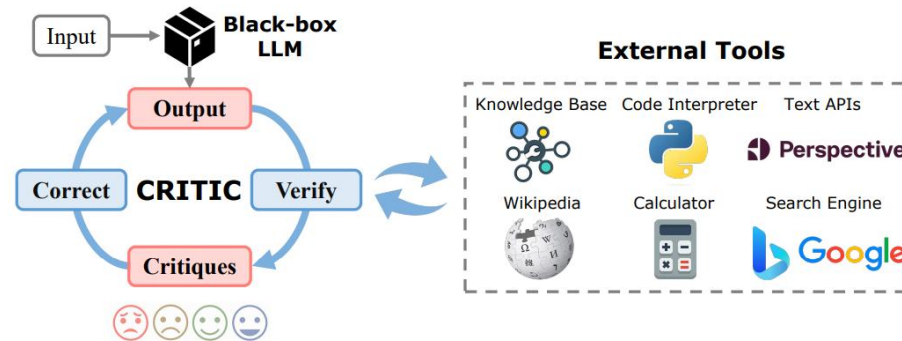 Input
Black-box
LLM
Output
Correct
CRITIC
Verify
Critiques
External Tools
Knowledge Base
Code Interpreter
Text APIs
Perspective
Wikipedia
Calculator
Search Engine
Google